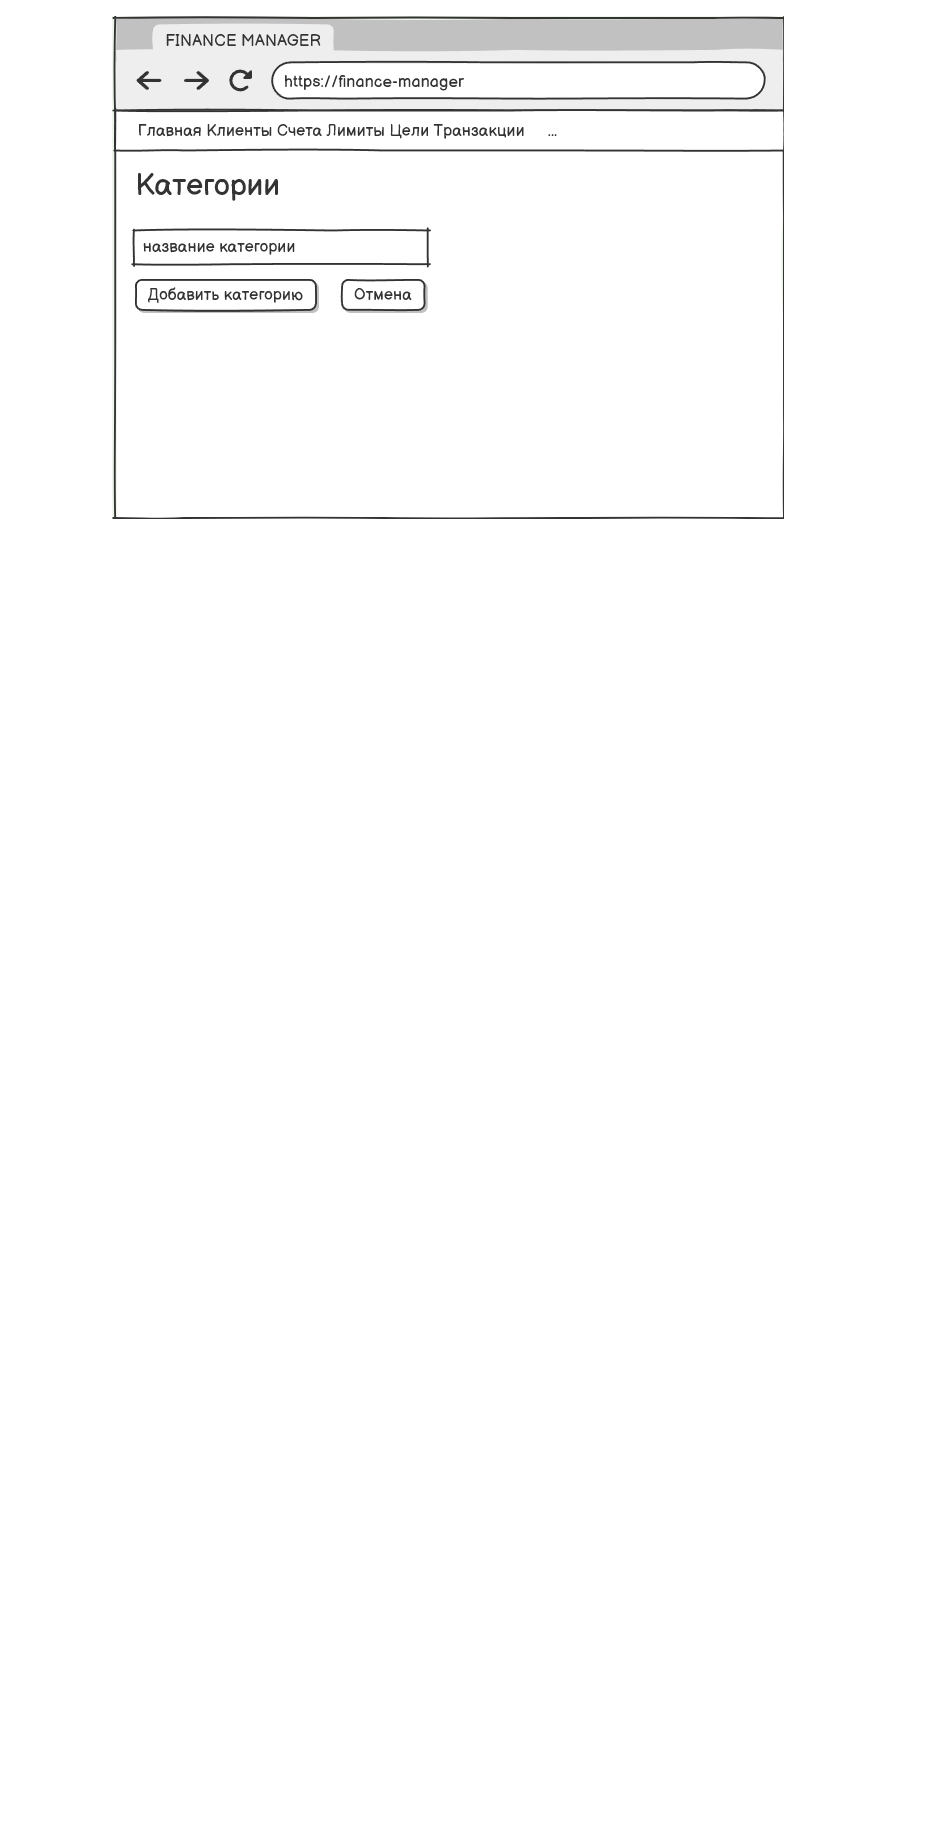 FINANCE MANAGER
https://finance-manager
Главная Клиенты Счета Лимиты Цели Транзакции ...
Категории
название категории
Добавить категорию Отмена